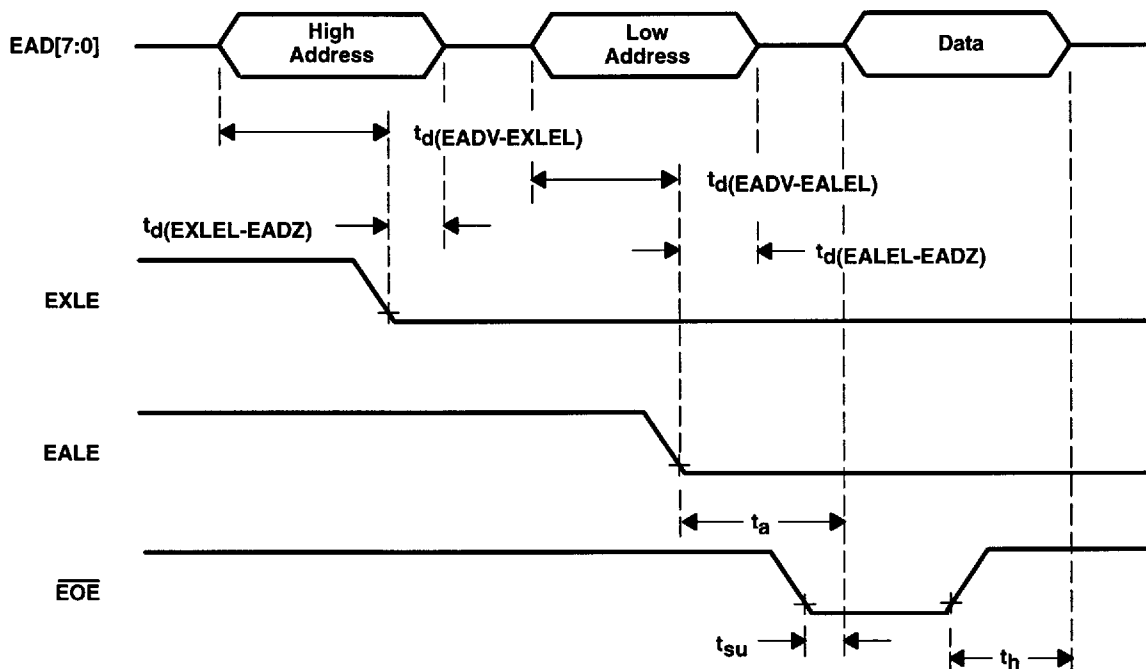 EAD[7:0]
High
Address
Low
Address
Data
td(EADV-EXLEL)
td(EADV-EALEL)
td(EXLEL-EADZ)
td(EALEL-EADZ)
EXLE
EALE
ta
EOE
tsu
th